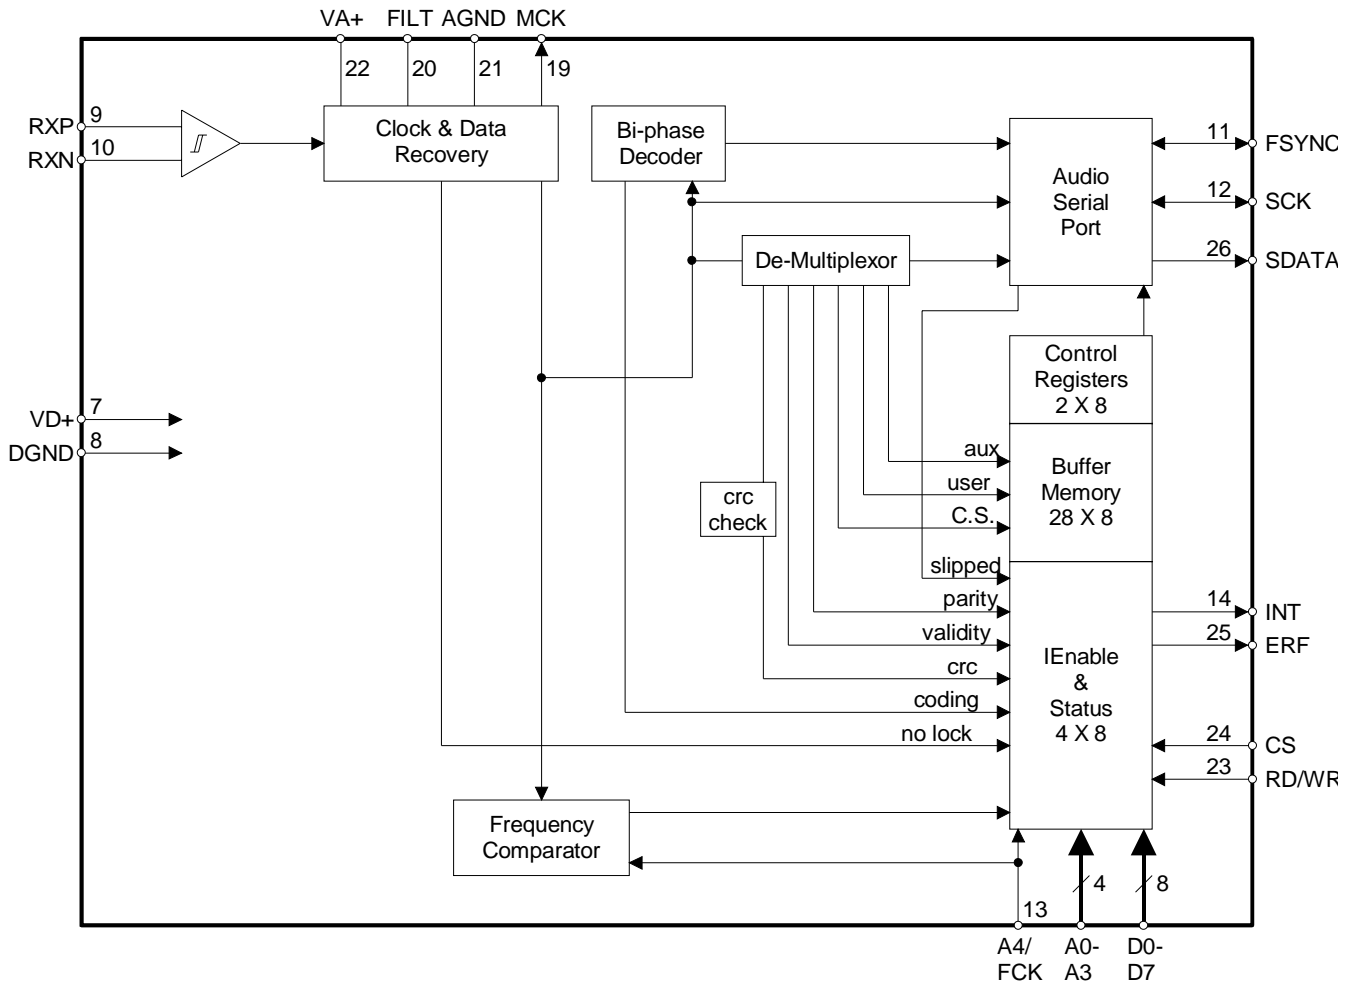 VA+ FILT AGND MCK
22 20 21 19
RXP 9
RXN 10
Clock & Data
Recovery
Bi-phase
Decoder
Audio
Serial
Port
11 FSYNC
12 SCK
26 SDATA
De-Multiplexor
Control
Registers
2 X 8
VD+ 7
DGND 8
aux
user
C.S.
Buffer
Memory
28 X 8
crc
check
slipped
parity
validity
crc
coding
no lock
IEnable
&
Status
4 X 8
14 INT
25 ERF
24 CS
23 RD/WR
Frequency
Comparator
13 4 8
A4/
FCK
A0-
A3
D0-
D7